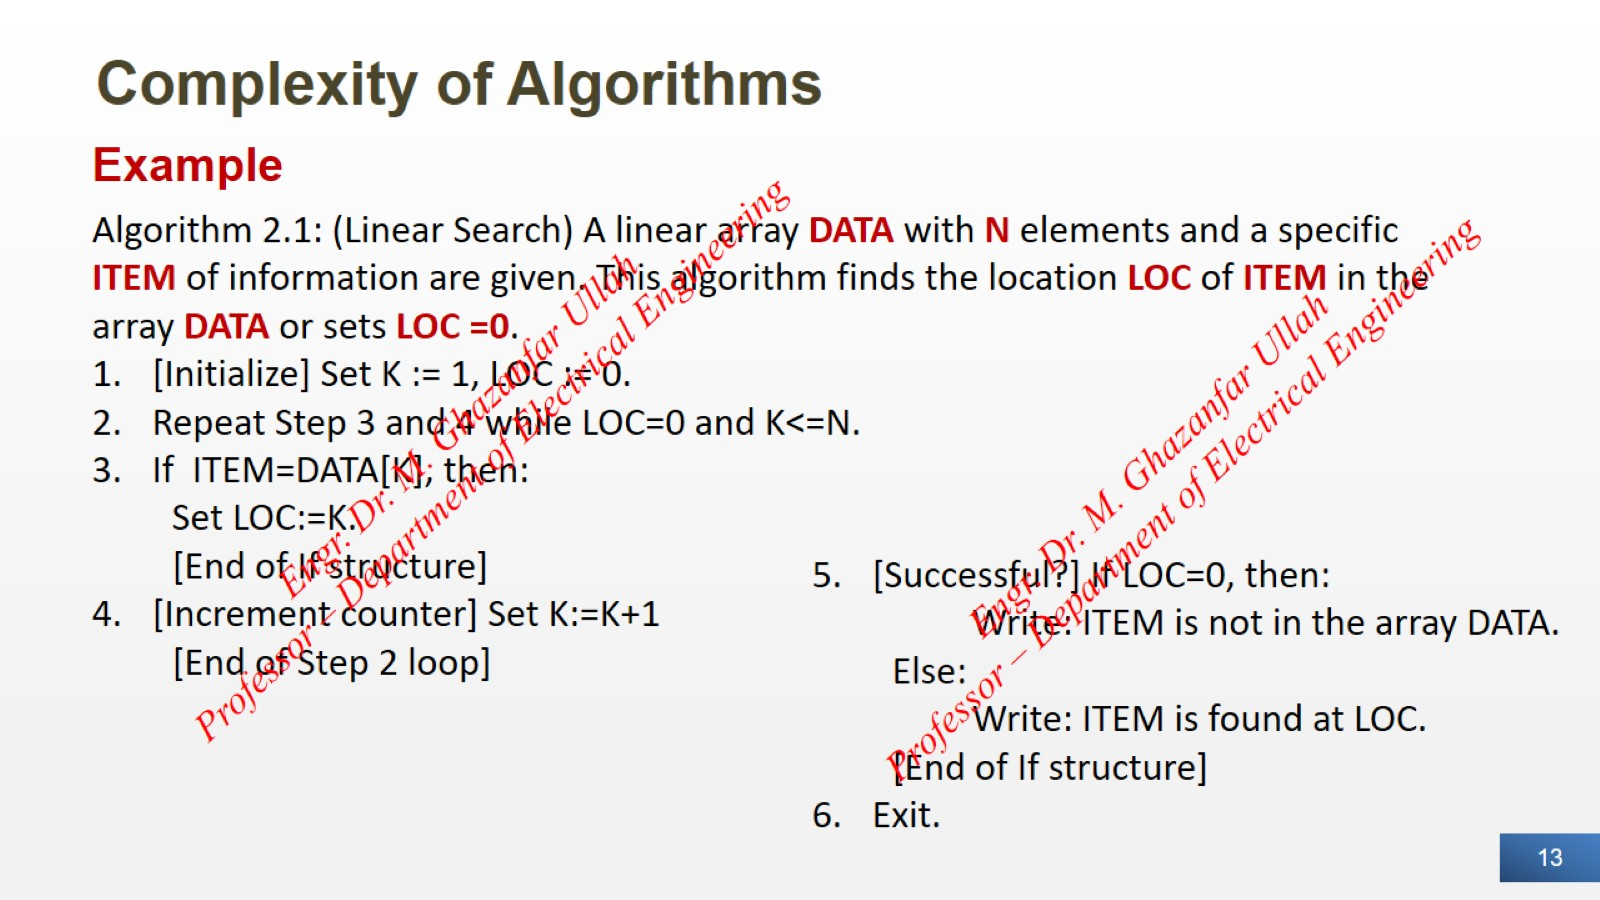 Complexity of Algorithms
Example
Algorithm 2.1: (Linear Search) A linear array DATA with N elements and a specific
ITEM of information are given. This algorithm finds the location LOC of ITEM in the
array DATA or sets LOC =0.
1. [Initialize] Set K := 1, LOC := 0.
2. Repeat Step 3 and 4 while LOC=0 and K<=N.
3. If ITEM=DATA[K], then:
Set LOC:=K.
[End of If structure]
4. [Increment counter] Set K:=K+1
[End of Step 2 loop]
5. [Successful?] If LOC=0, then:
Write: ITEM is not in the array DATA.
Else:
Write: ITEM is found at LOC.
[End of If structure]
6. Exit.
Engr. Dr. M. Ghazanfar Ullah
Professor – Department of Electrical Engineering
Engr. Dr. M. Ghazanfar Ullah
Professor – Department of Electrical Engineering
13